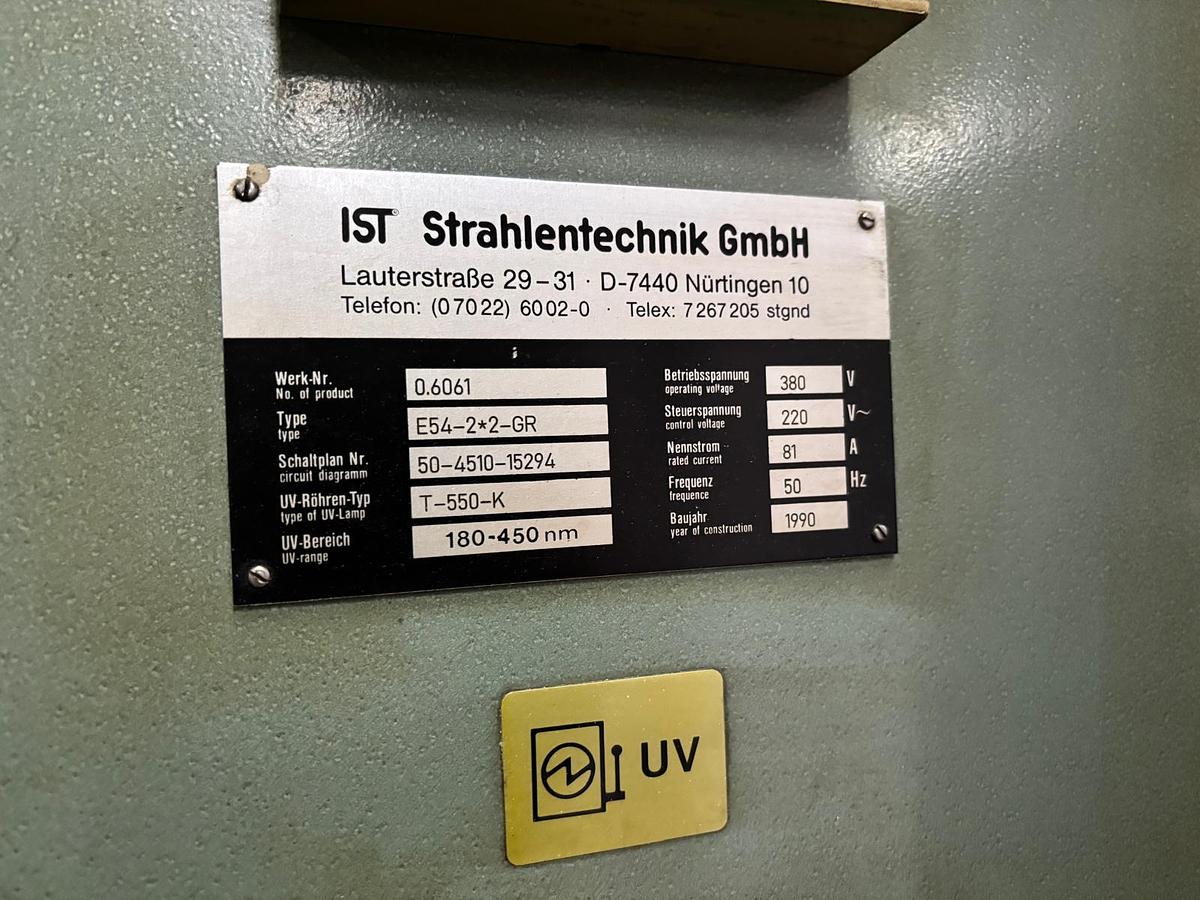 IST® Strahlentechnik GmbH
Lauterstraße 29-31 · D-7440 Nürtingen 10
Telefon: (07022) 6002-0 · Telex: 7267205 stgnd
Werk-Nr.
No. of product
0.6061
Type
type
E54-2*2-GR
Schaltplan Nr.
circuit diagramm
50-4510-15294
UV-Röhren-Typ
type of UV-Lamp
T-550-K
UV-Bereich
UV-range
180-450 nm
Betriebsspannung
operating voltage
380 V
Steuerspannung
control voltage
220 V~
Nennstrom
rated current
81 A
Frequenz
frequence
50 Hz
Baujahr
year of construction
1990
UV